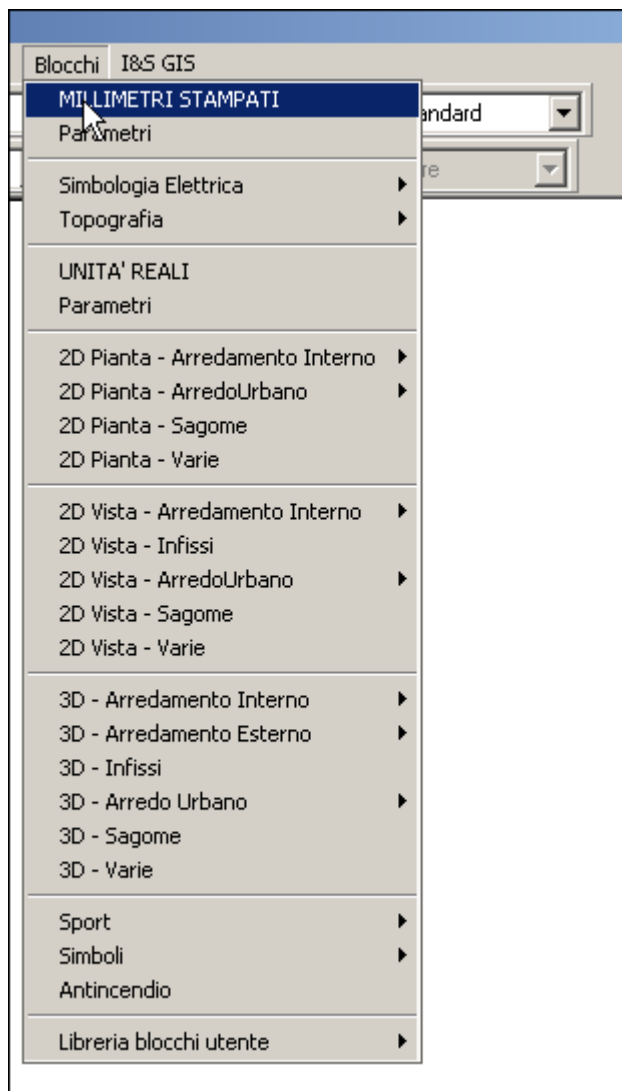 Blocchi I&S GIS
MILLIMETRI STAMPATI
andard
Parametri
re
Simbologia Elettrica
Topografia
UNITA' REALI
Parametri
2D Pianta - Arredamento Interno
2D Pianta - ArredoUrbano
2D Pianta - Sagome
2D Pianta - Varie
2D Vista - Arredamento Interno
2D Vista - Infissi
2D Vista - ArredoUrbano
2D Vista - Sagome
2D Vista - Varie
3D - Arredamento Interno
3D - Arredamento Esterno
3D - Infissi
3D - Arredo Urbano
3D - Sagome
3D - Varie
Sport
Simboli
Antincendio
Libreria blocchi utente